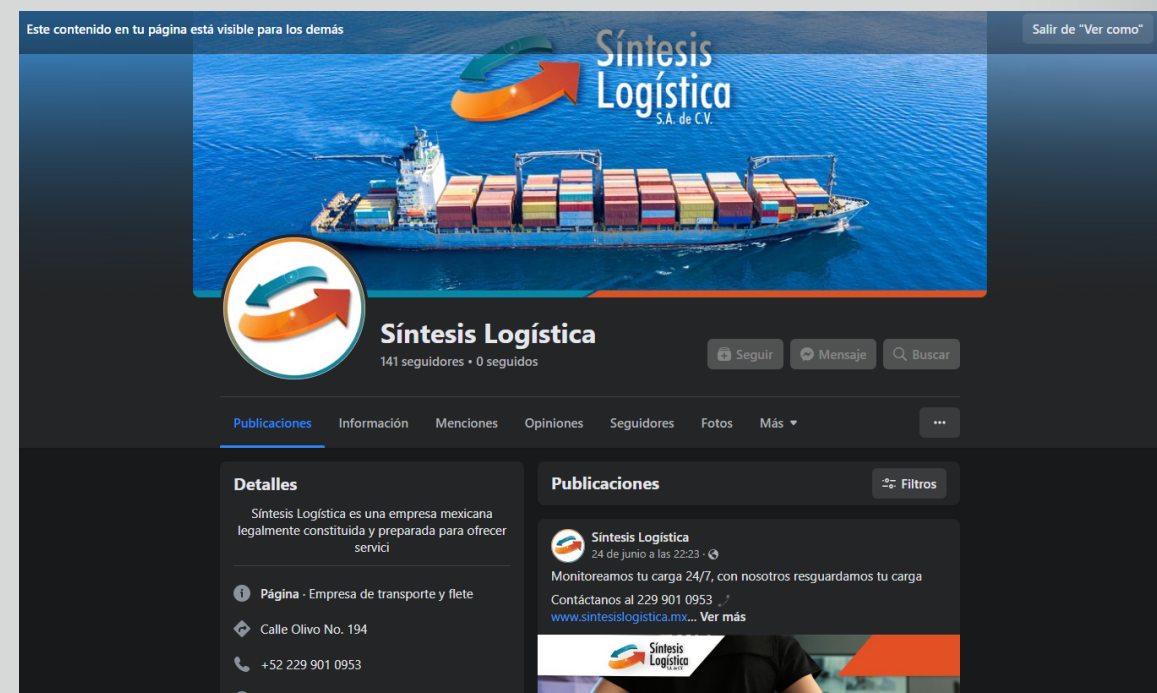 Este contenido en tu página está visible para los demás
Salir de "Ver como"
Síntesis
Logística
S.A. de C.V.
Síntesis Logística
141 seguidores • 0 seguidos
Seguir
Mensaje
Buscar
Publicaciones
Información
Menciones
Opiniones
Seguidores
Fotos
Más
Detalles
Síntesis Logística es una empresa mexicana
legalmente constituida y preparada para ofrecer
servici
Página · Empresa de transporte y flete
Calle Olivo No. 194
+52 229 901 0953
Publicaciones
Filtros
Síntesis Logística
24 de junio a las 22:23 ·
Monitoreamos tu carga 24/7, con nosotros resguardamos tu carga
Contáctanos al 229 901 0953
www.sintesislogistica.mx... Ver más
Síntesis
Logística